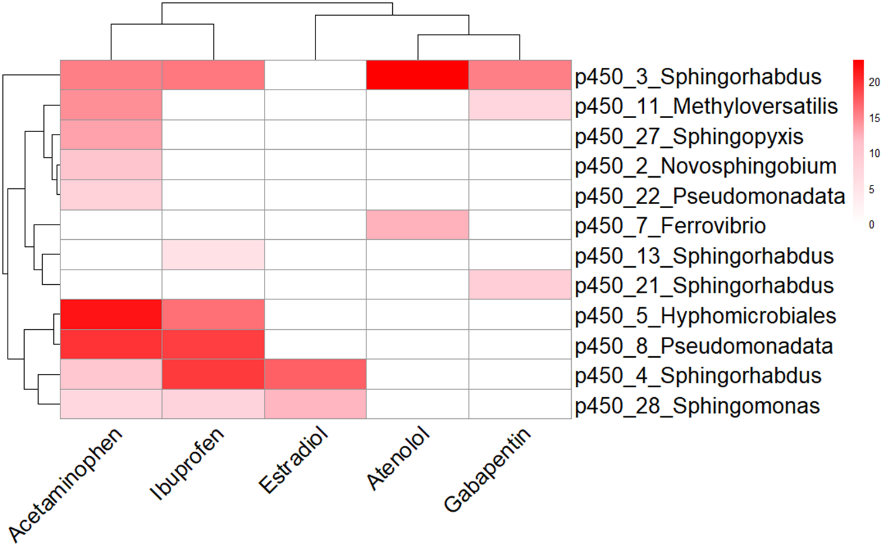 p450_3_Sphingorhabdus
p450_11_Methyloversatilis
p450_27_Sphingopyxis
p450_2_Novosphingobium
p450_22_Pseudomonadata
p450_7_Ferrovibrio
p450_13_Sphingorhabdus
p450_21_Sphingorhabdus
p450_5_Hyphomicrobiales
p450_8_Pseudomonadata
p450_4_Sphingorhabdus
p450_28_Sphingomonas
20
15
10
5
0
Acetaminophen
Ibuprofen
Estradiol
Atenolol
Gabapentin